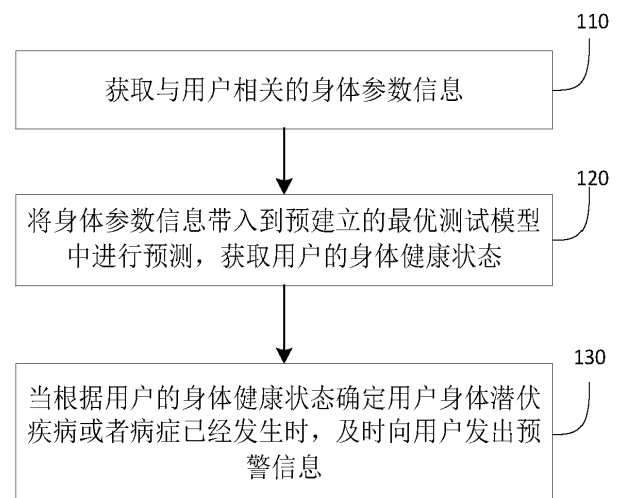 110
获取与用户相关的身体参数信息
120
将身体参数信息带入到预建立的最优测试模型
中进行预测，获取用户的身体健康状态
130
当根据用户的身体健康状态确定用户身体潜伏
疾病或者病症已经发生时，及时向用户发出预
警信息